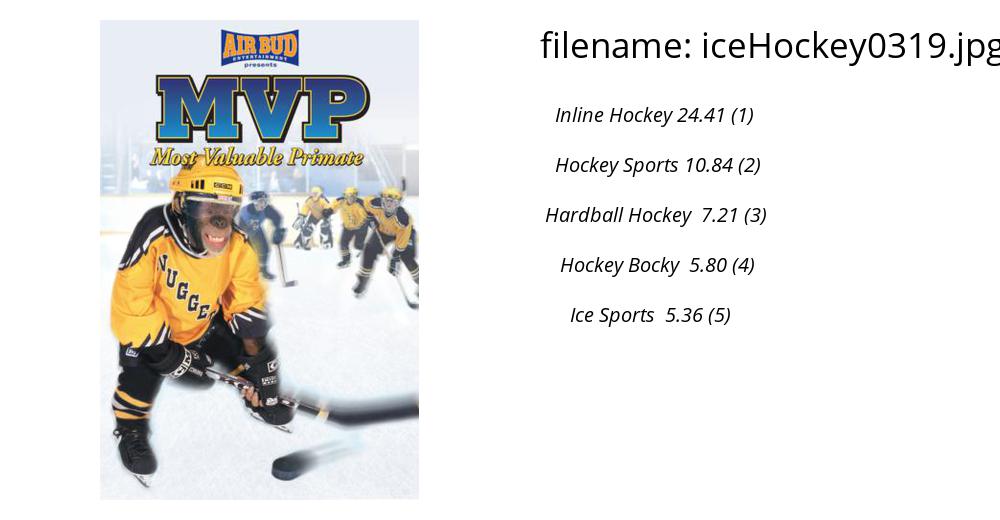 AIR BUD
ENTERTAINMENT
presents
MVP
Most Valuable Primate
CCM
NUGGE
filename: iceHockey0319.jpg
Inline Hockey 24.41 (1)
Hockey Sports 10.84 (2)
Hardball Hockey 7.21 (3)
Hockey Bocky 5.80 (4)
Ice Sports 5.36 (5)